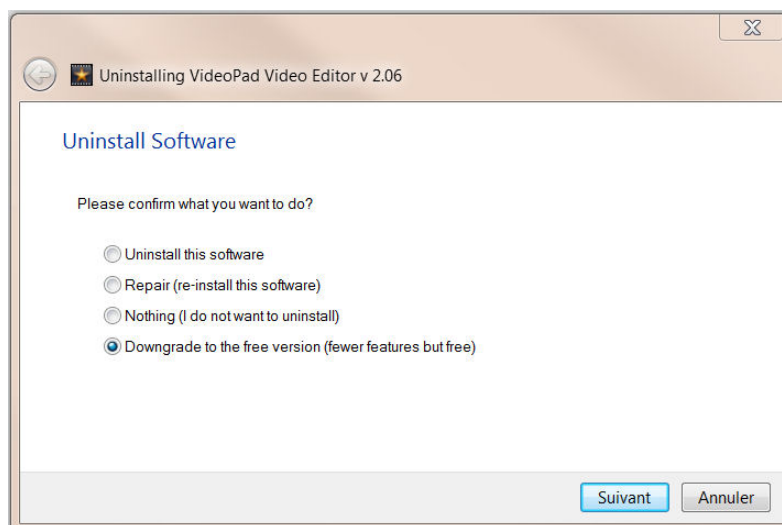 Uninstalling VideoPad Video Editor v 2.06
Uninstall Software
Please confirm what you want to do?
Uninstall this software
Repair (re-install this software)
Nothing (I do not want to uninstall)
Downgrade to the free version (fewer features but free)
Suivant Annuler